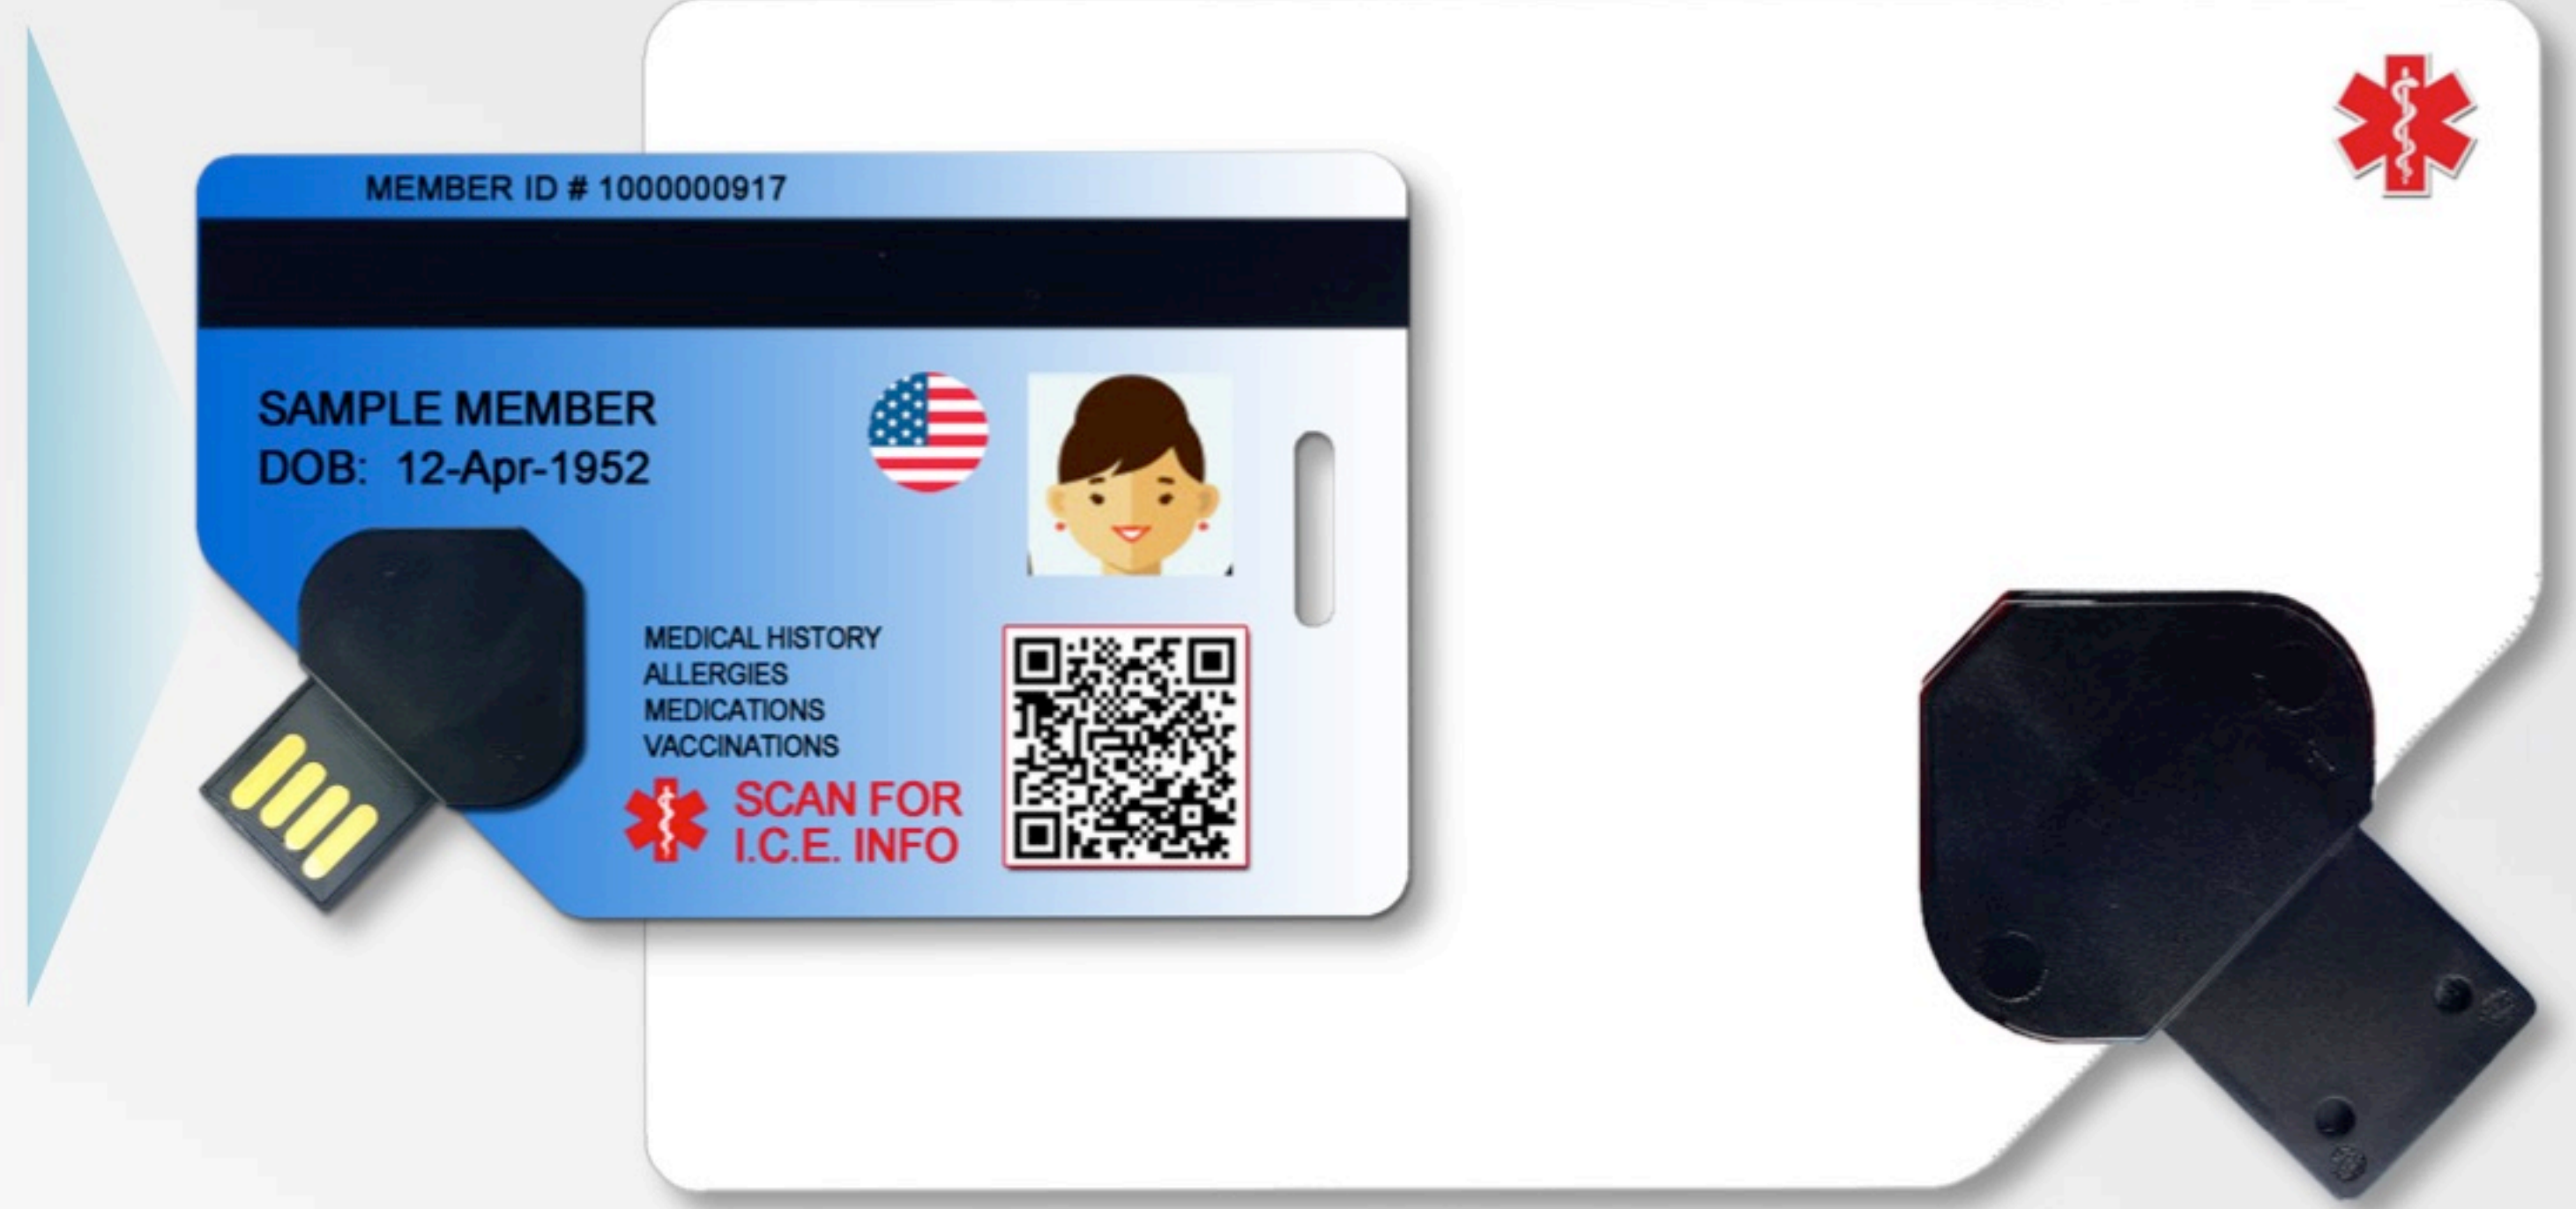 MEMBER ID # 1000000917
SAMPLE MEMBER
DOB: 12-Apr-1952
MEDICAL HISTORY
ALLERGIES
MEDICATIONS
VACCINATIONS
SCAN FOR
I.C.E. INFO